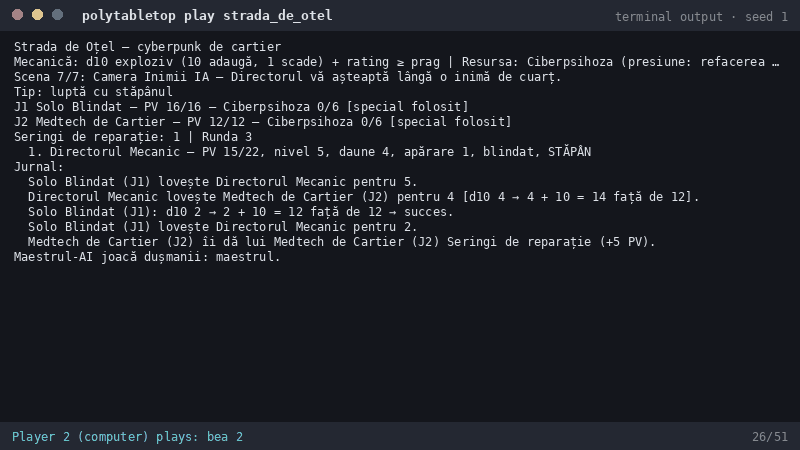 polytabletop play strada_de_otel
terminal output · seed 1
Strada de Oțel — cyberpunk de cartier
Mecanică: d10 exploziv (10 adaugă, 1 scade) + rating ≥ prag | Resursa: Ciberpsihoza (presiune: refacerea …
Scena 7/7: Camera Inimii IA — Directorul vă așteaptă lângă o inimă de cuarț.
Tip: luptă cu stăpânul
J1 Solo Blindat — PV 16/16 — Ciberpsihoza 0/6 [special folosit]
J2 Medtech de Cartier — PV 12/12 — Ciberpsihoza 0/6 [special folosit]
Seringi de reparație: 1 | Runda 3
1. Directorul Mecanic — PV 15/22, nivel 5, daune 4, apărare 1, blindat, STĂPÂN
Jurnal:
Solo Blindat (J1) lovește Directorul Mecanic pentru 5.
Directorul Mecanic lovește Medtech de Cartier (J2) pentru 4 [d10 4 → 4 + 10 = 14 față de 12].
Solo Blindat (J1): d10 2 → 2 + 10 = 12 față de 12 → succes.
Solo Blindat (J1) lovește Directorul Mecanic pentru 2.
Medtech de Cartier (J2) îi dă lui Medtech de Cartier (J2) Seringi de reparație (+5 PV).
Maestrul-AI joacă dușmanii: maestrul.
Player 2 (computer) plays: bea 2
26/51